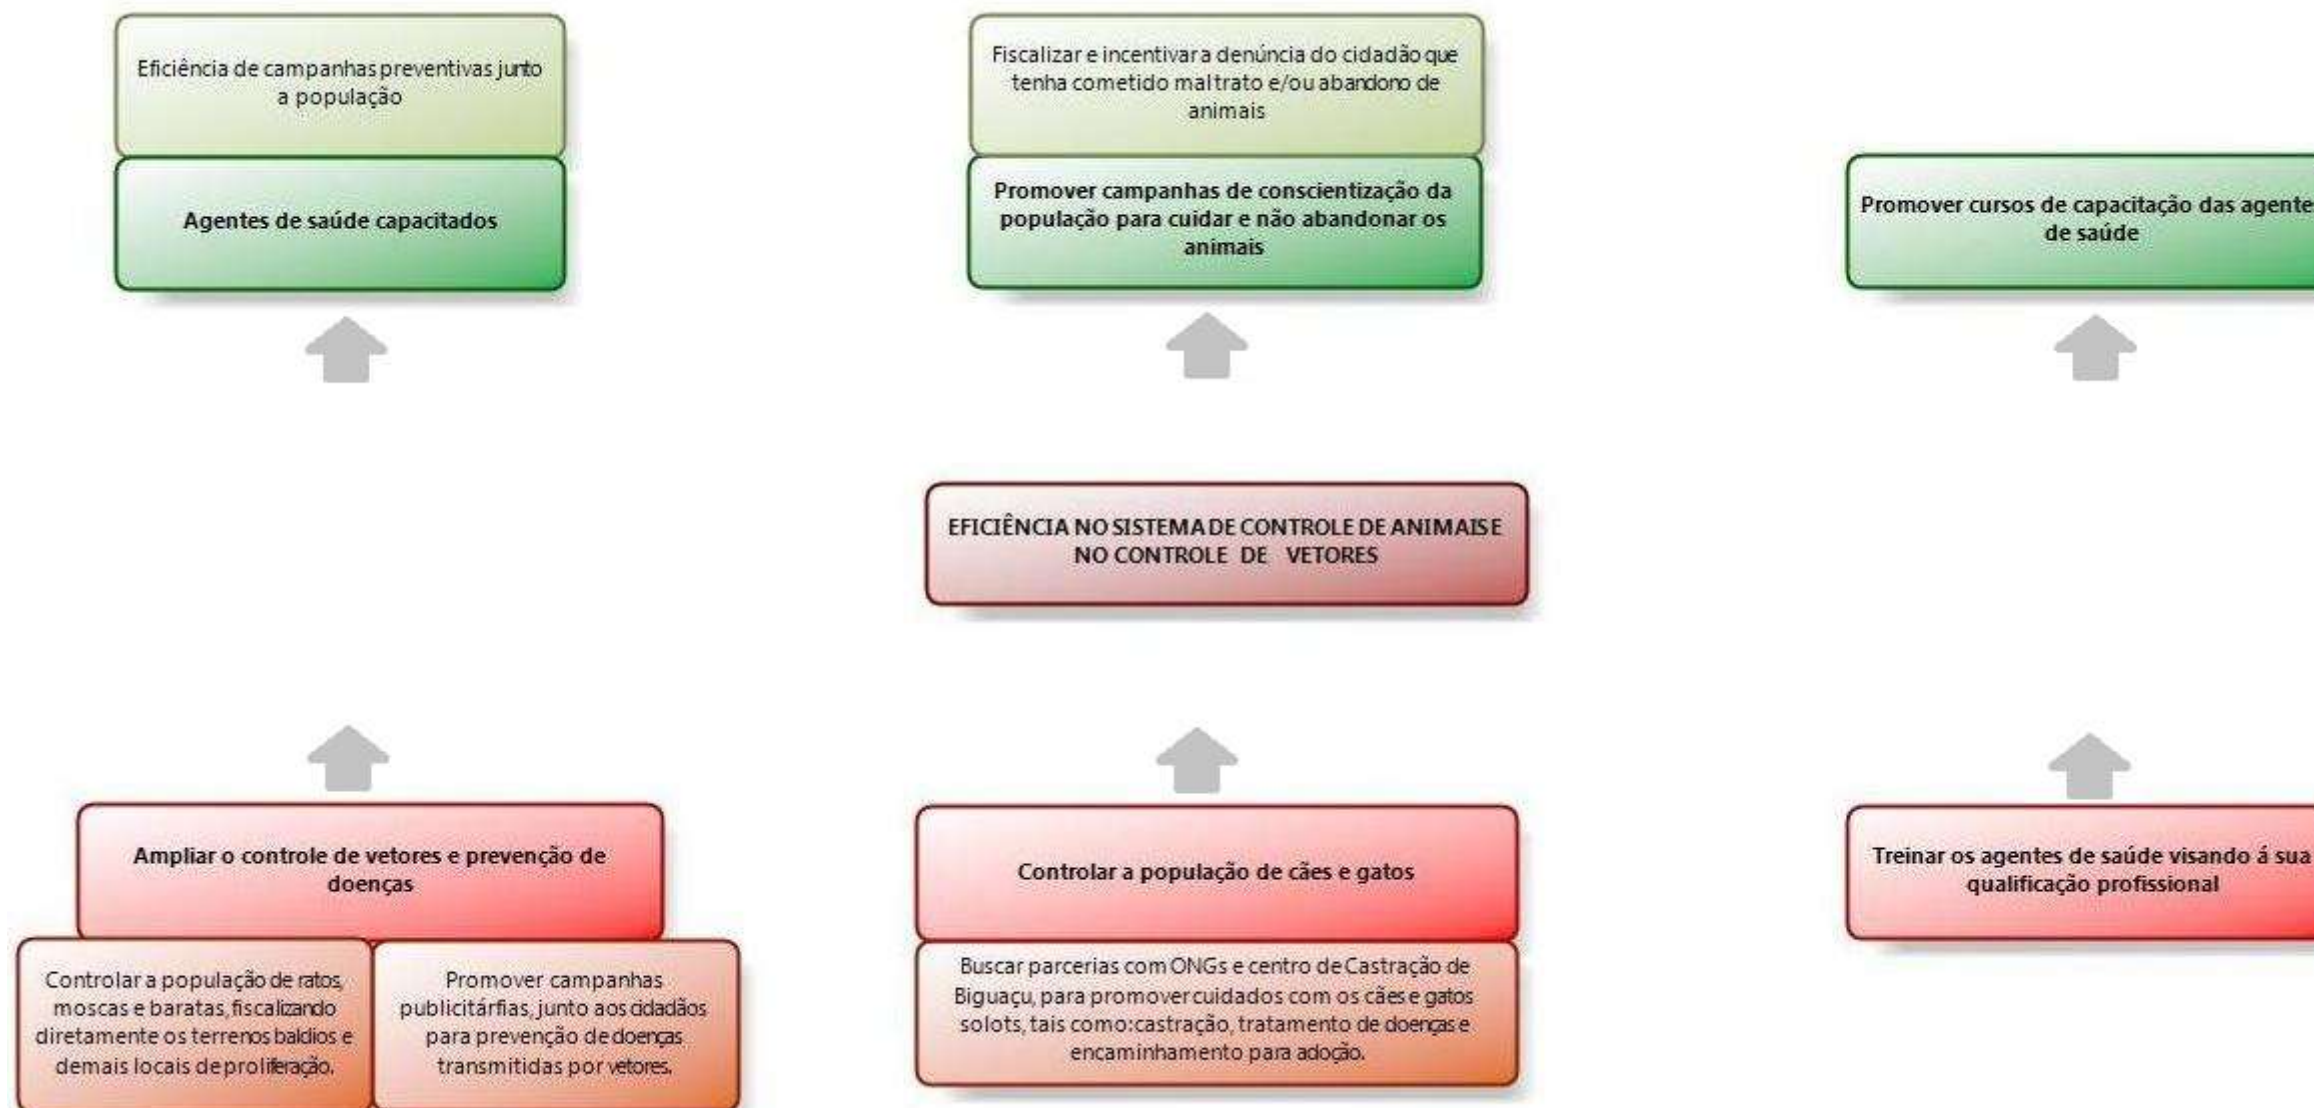 Eficiência de campanhas preventivas junto
a população
Agentes de saúde capacitados
Fiscalizar e incentivar a denúncia do cidadão que
tenha cometido maltrato e/ou abandono de
animais
Promover campanhas de conscientização da
população para cuidar e não abandonar os
animais
Promover cursos de capacitação das agente
de saúde
EFICIÊNCIA NO SISTEMA DE CONTROLE DE ANIMAIS E
NO CONTROLE DE VETORES
Ampliar o controle de vetores e prevenção de
doenças
Controlar a população de ratos,
moscas e baratas, fiscalizando
diretamente os terrenos baldios e
demais locais de proliferação.
Promover campanhas
publicitárfias, junto aos cidadãos
para prevenção de doenças
transmitidas por vetores.
Controlar a população de cães e gatos
Buscar parcerias com ONGs e centro de Castração de
Biguaçu, para promover cuidados com os cães e gatos
solots, tais como:castração, tratamento de doenças e
encaminhamento para adoção.
Treinar os agentes de saúde visando á sua
qualificação profissional